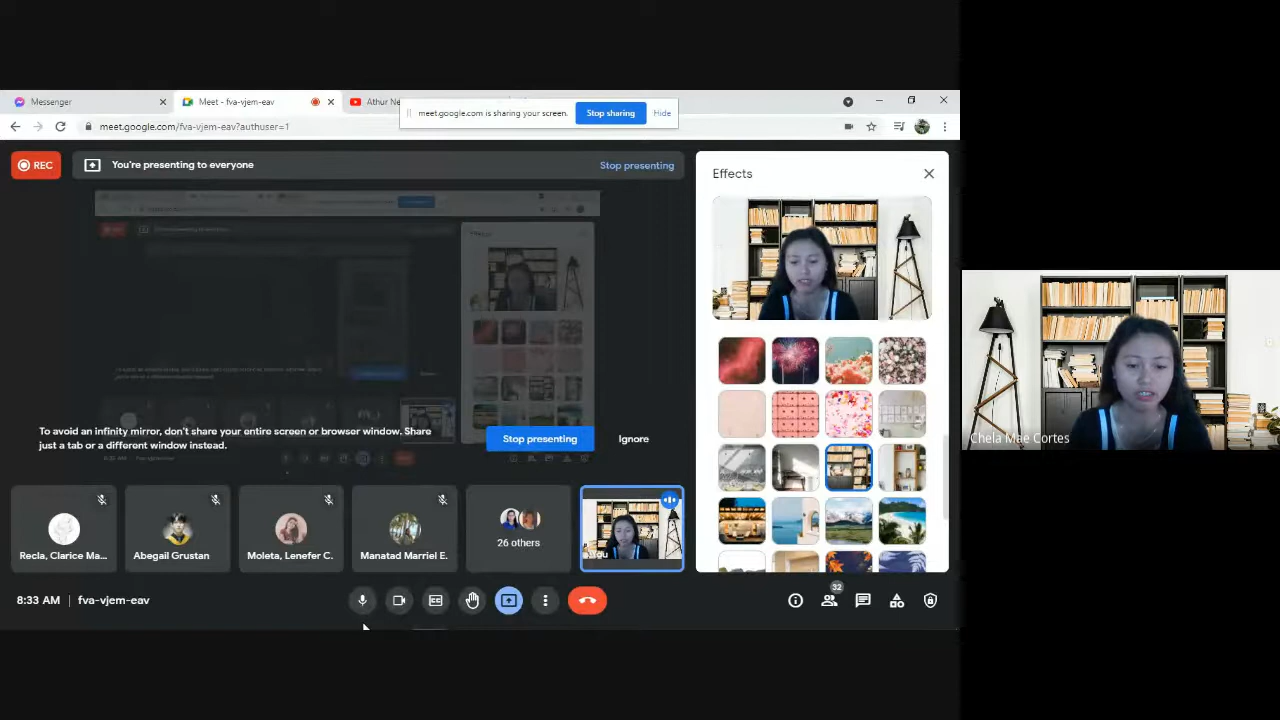 Messenger
Meet - fva-vjem-eav
Athur Ne
meet.google.com is sharing your screen.
Stop sharing
Hide
meet.google.com/fva-vjem-eav?authuser=1
REC
You're presenting to everyone
Stop presenting
Effects
To avoid an infinity mirror, don't share your entire screen or browser window. Share
just a tab or a different window instead.
Stop presenting
Ignore
Chela Mae Cortes
Recla, Clarice Ma...
Abegail Grustan
Moleta, Lenefer C.
Manatad Marriel E.
26 others
8:33 AM | fva-vjem-eav
32